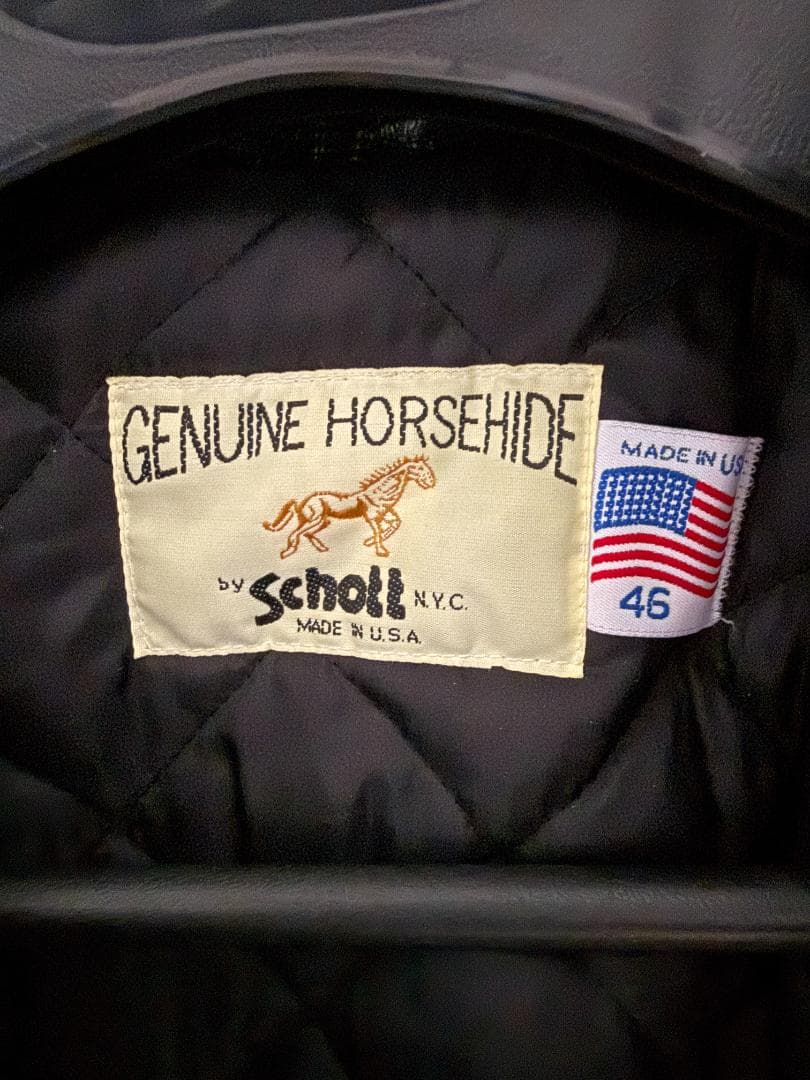 GENUINE HORSEHIDE
by Schott N.Y.C.
MADE IN U.S.A.
MADE IN US
46